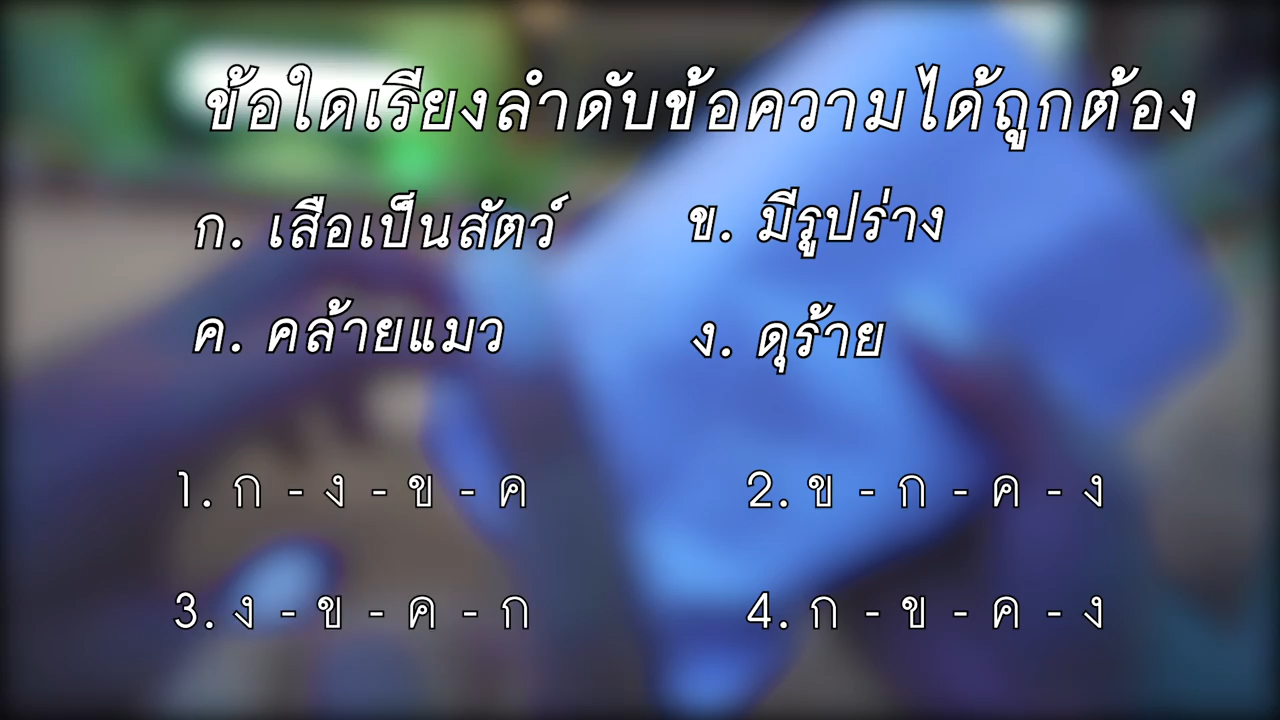 ข้อใดเรียงลำดับข้อความได้ถูกต้อง
ก. เสือเป็นสัตว์ ข. มีรูปร่าง
ค. คล้ายแมว ง. ดุร้าย
1. ก - ง - ข - ค 2. ข - ก - ค - ง
3. ง - ข - ค - ก 4. ก - ข - ค - ง